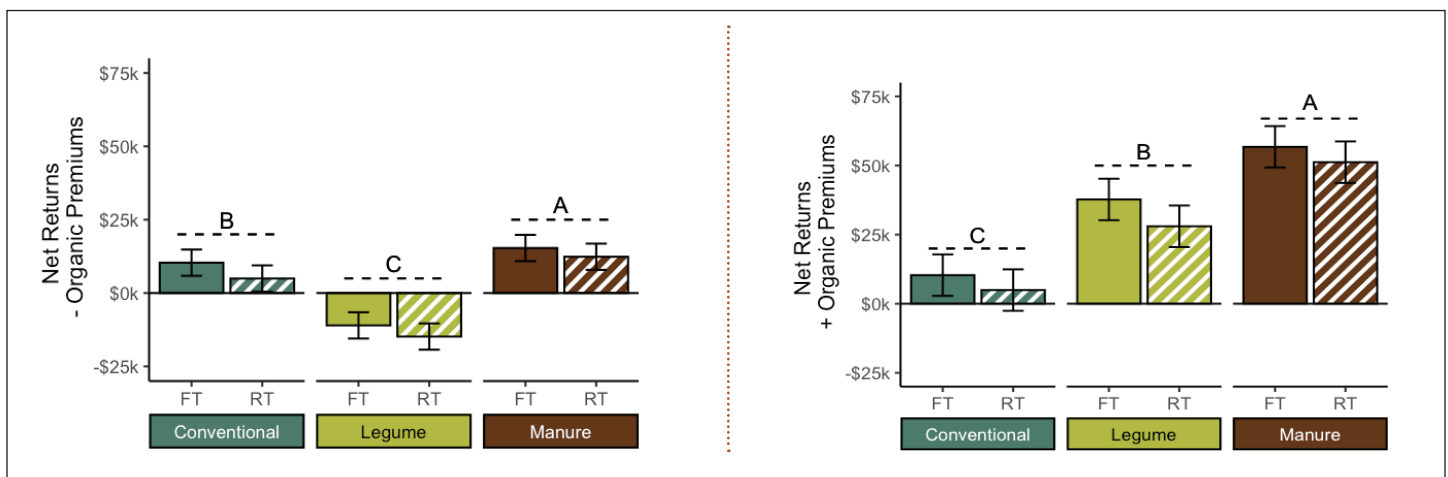 Net Returns
- Organic Premiums
$75k
$50k
$25k
$0k
-$25k
B
C
A
FT RT FT RT FT RT
Conventional Legume Manure
Net Returns
+ Organic Premiums
$75k
$50k
$25k
$0k
-$25k
C
B
A
FT RT FT RT FT RT
Conventional Legume Manure